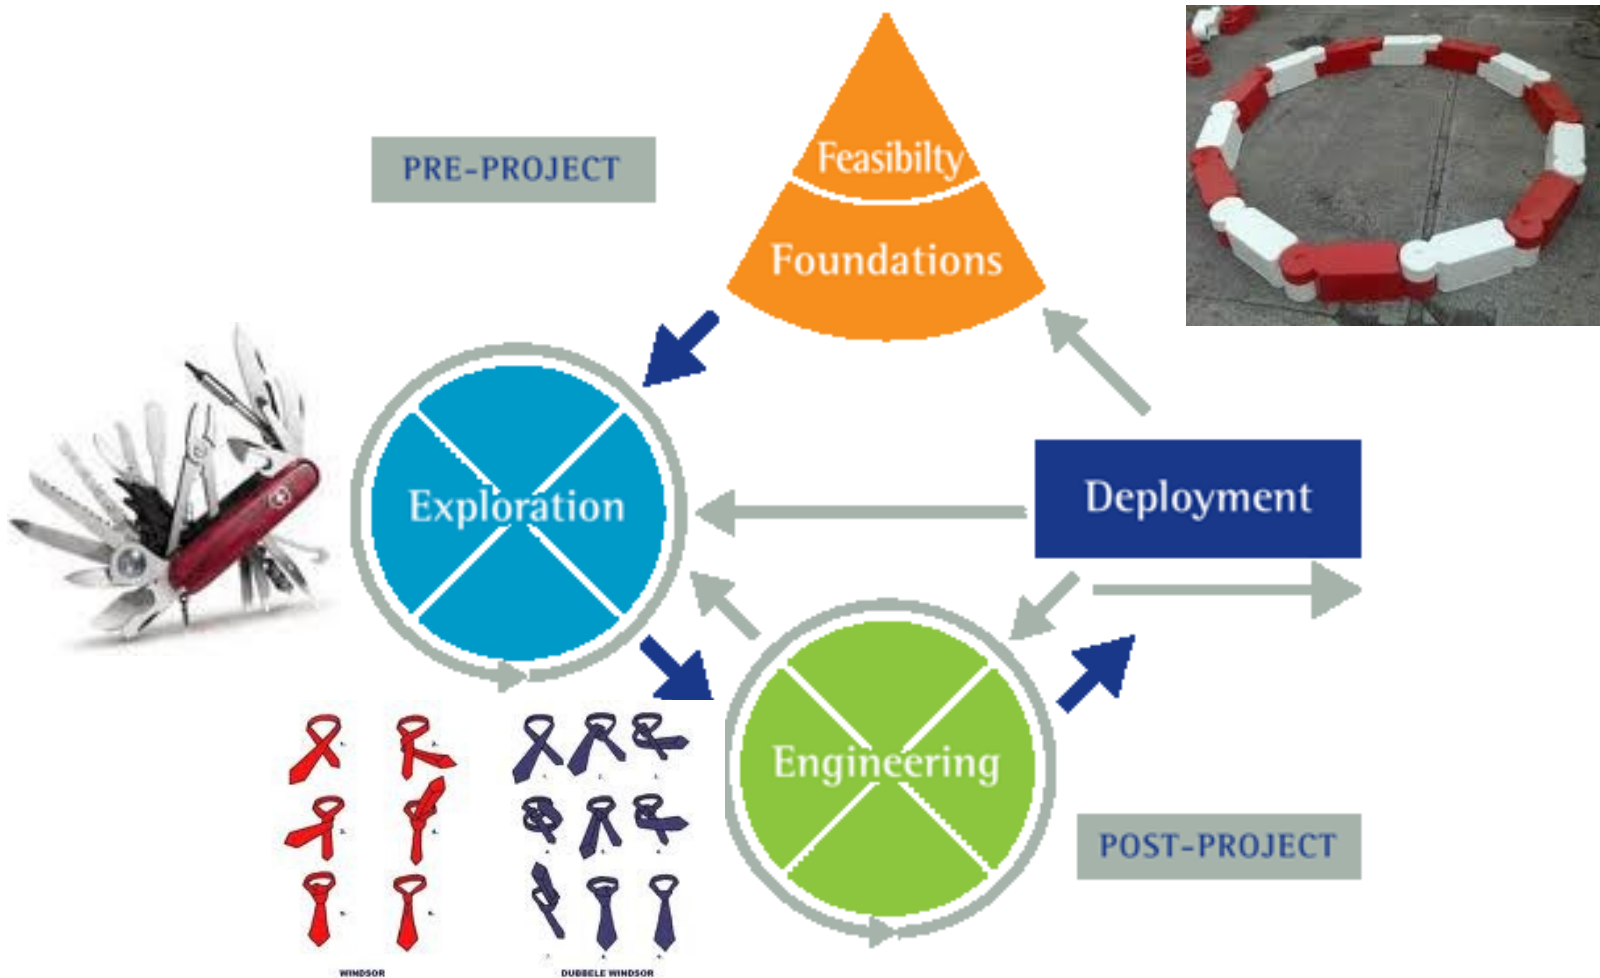 Feasibilty
PRE-PROJECT
Foundations
Exploration
Deployment
Engineering
POST-PROJECT
WINDSOR
DUBBELE WINDSOR